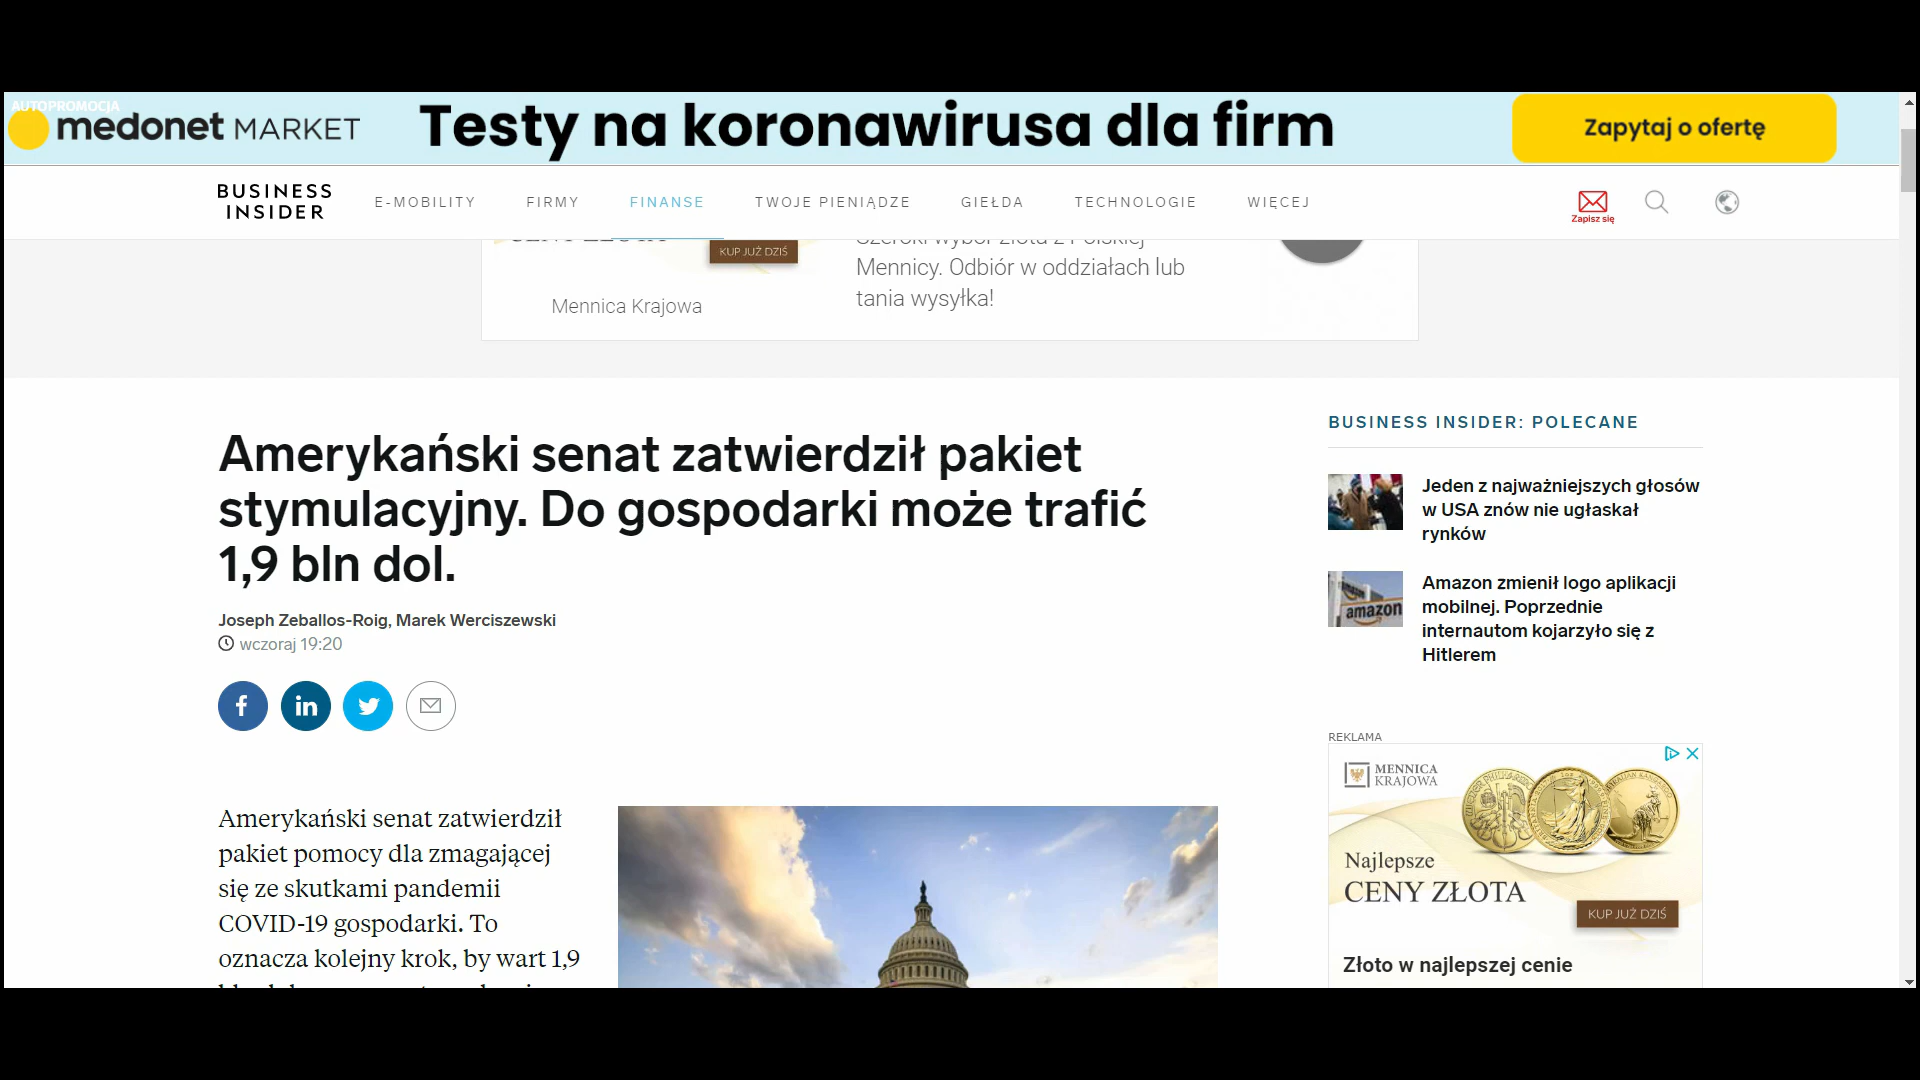 AUTOPROMOCJA
medonet MARKET
Testy na koronawirusa dla firm
Zapytaj o ofertę
BUSINESS
INSIDER
E-MOBILITY
FIRMY
FINANSE
TWOJE PIENIĄDZE
GIEŁDA
TECHNOLOGIE
WIĘCEJ
Zapisz się
KUP JUŻ DZIŚ
Mennica Krajowa
Szeroki wybór złota z Polskiej
Mennicy. Odbiór w oddziałach lub
tania wysyłka!
Amerykański senat zatwierdził pakiet
stymulacyjny. Do gospodarki może trafić
1,9 bln dol.
Joseph Zeballos-Roig, Marek Werciszewski
wczoraj 19:20
Amerykański senat zatwierdził
pakiet pomocy dla zmagającej
się ze skutkami pandemii
COVID-19 gospodarki. To
oznacza kolejny krok, by wart 1,9
BUSINESS INSIDER: POLECANE
Jeden z najważniejszych głosów
w USA znów nie ugłaskał
rynków
Amazon zmienił logo aplikacji
mobilnej. Poprzednie
internautom kojarzyło się z
Hitlerem
amazon
REKLAMA
MENNICA
KRAJOWA
Najlepsze
CENY ZŁOTA
KUP JUŻ DZIŚ
Złoto w najlepszej cenie